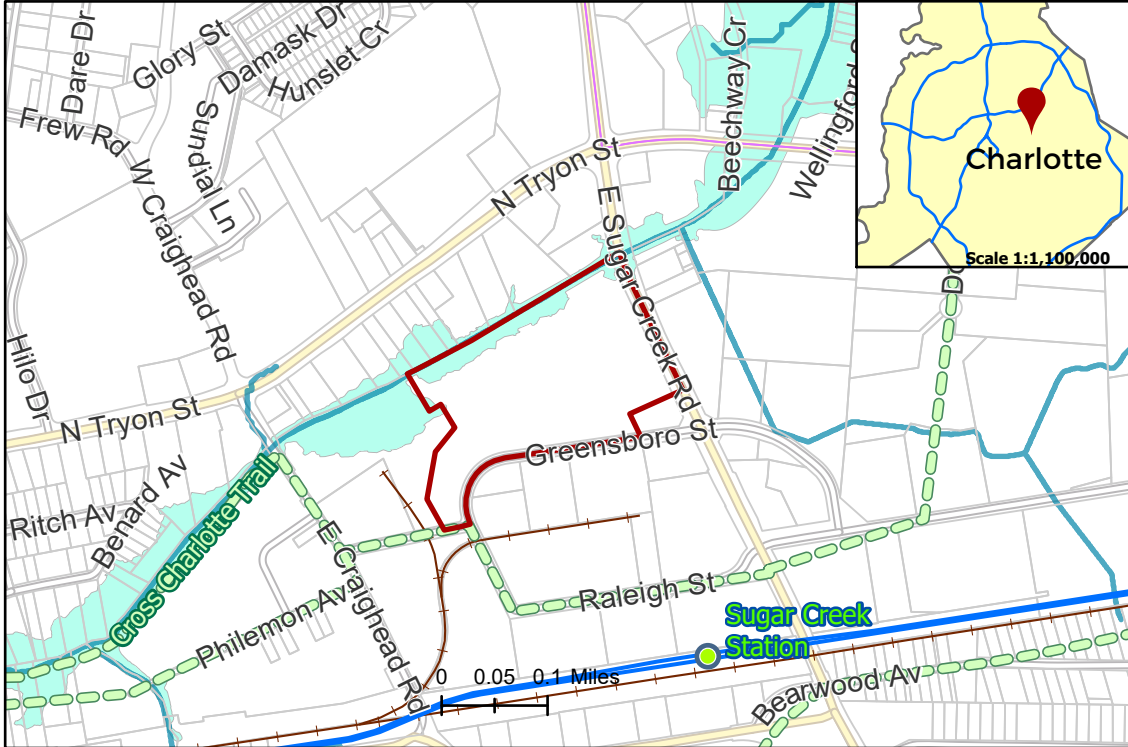 Dare Dr
Glory St
Damask Dr
Hunslet Cr
Frew Rd
Sundial Ln
W Craighead Rd
N Tryon St
E Sugar Creek Rd
Beechway Cr
Wellingford
Charlotte
Scale 1:1,100,000
Hilo Dr
N Tryon St
Greensboro St
Ritch Av
Benard Av
Cross Charlotte Trail
E Craighead Rd
Philemon Av
Raleigh St
Sugar Creek
Station
0 0.05 0.1 Miles
Bearwood Av